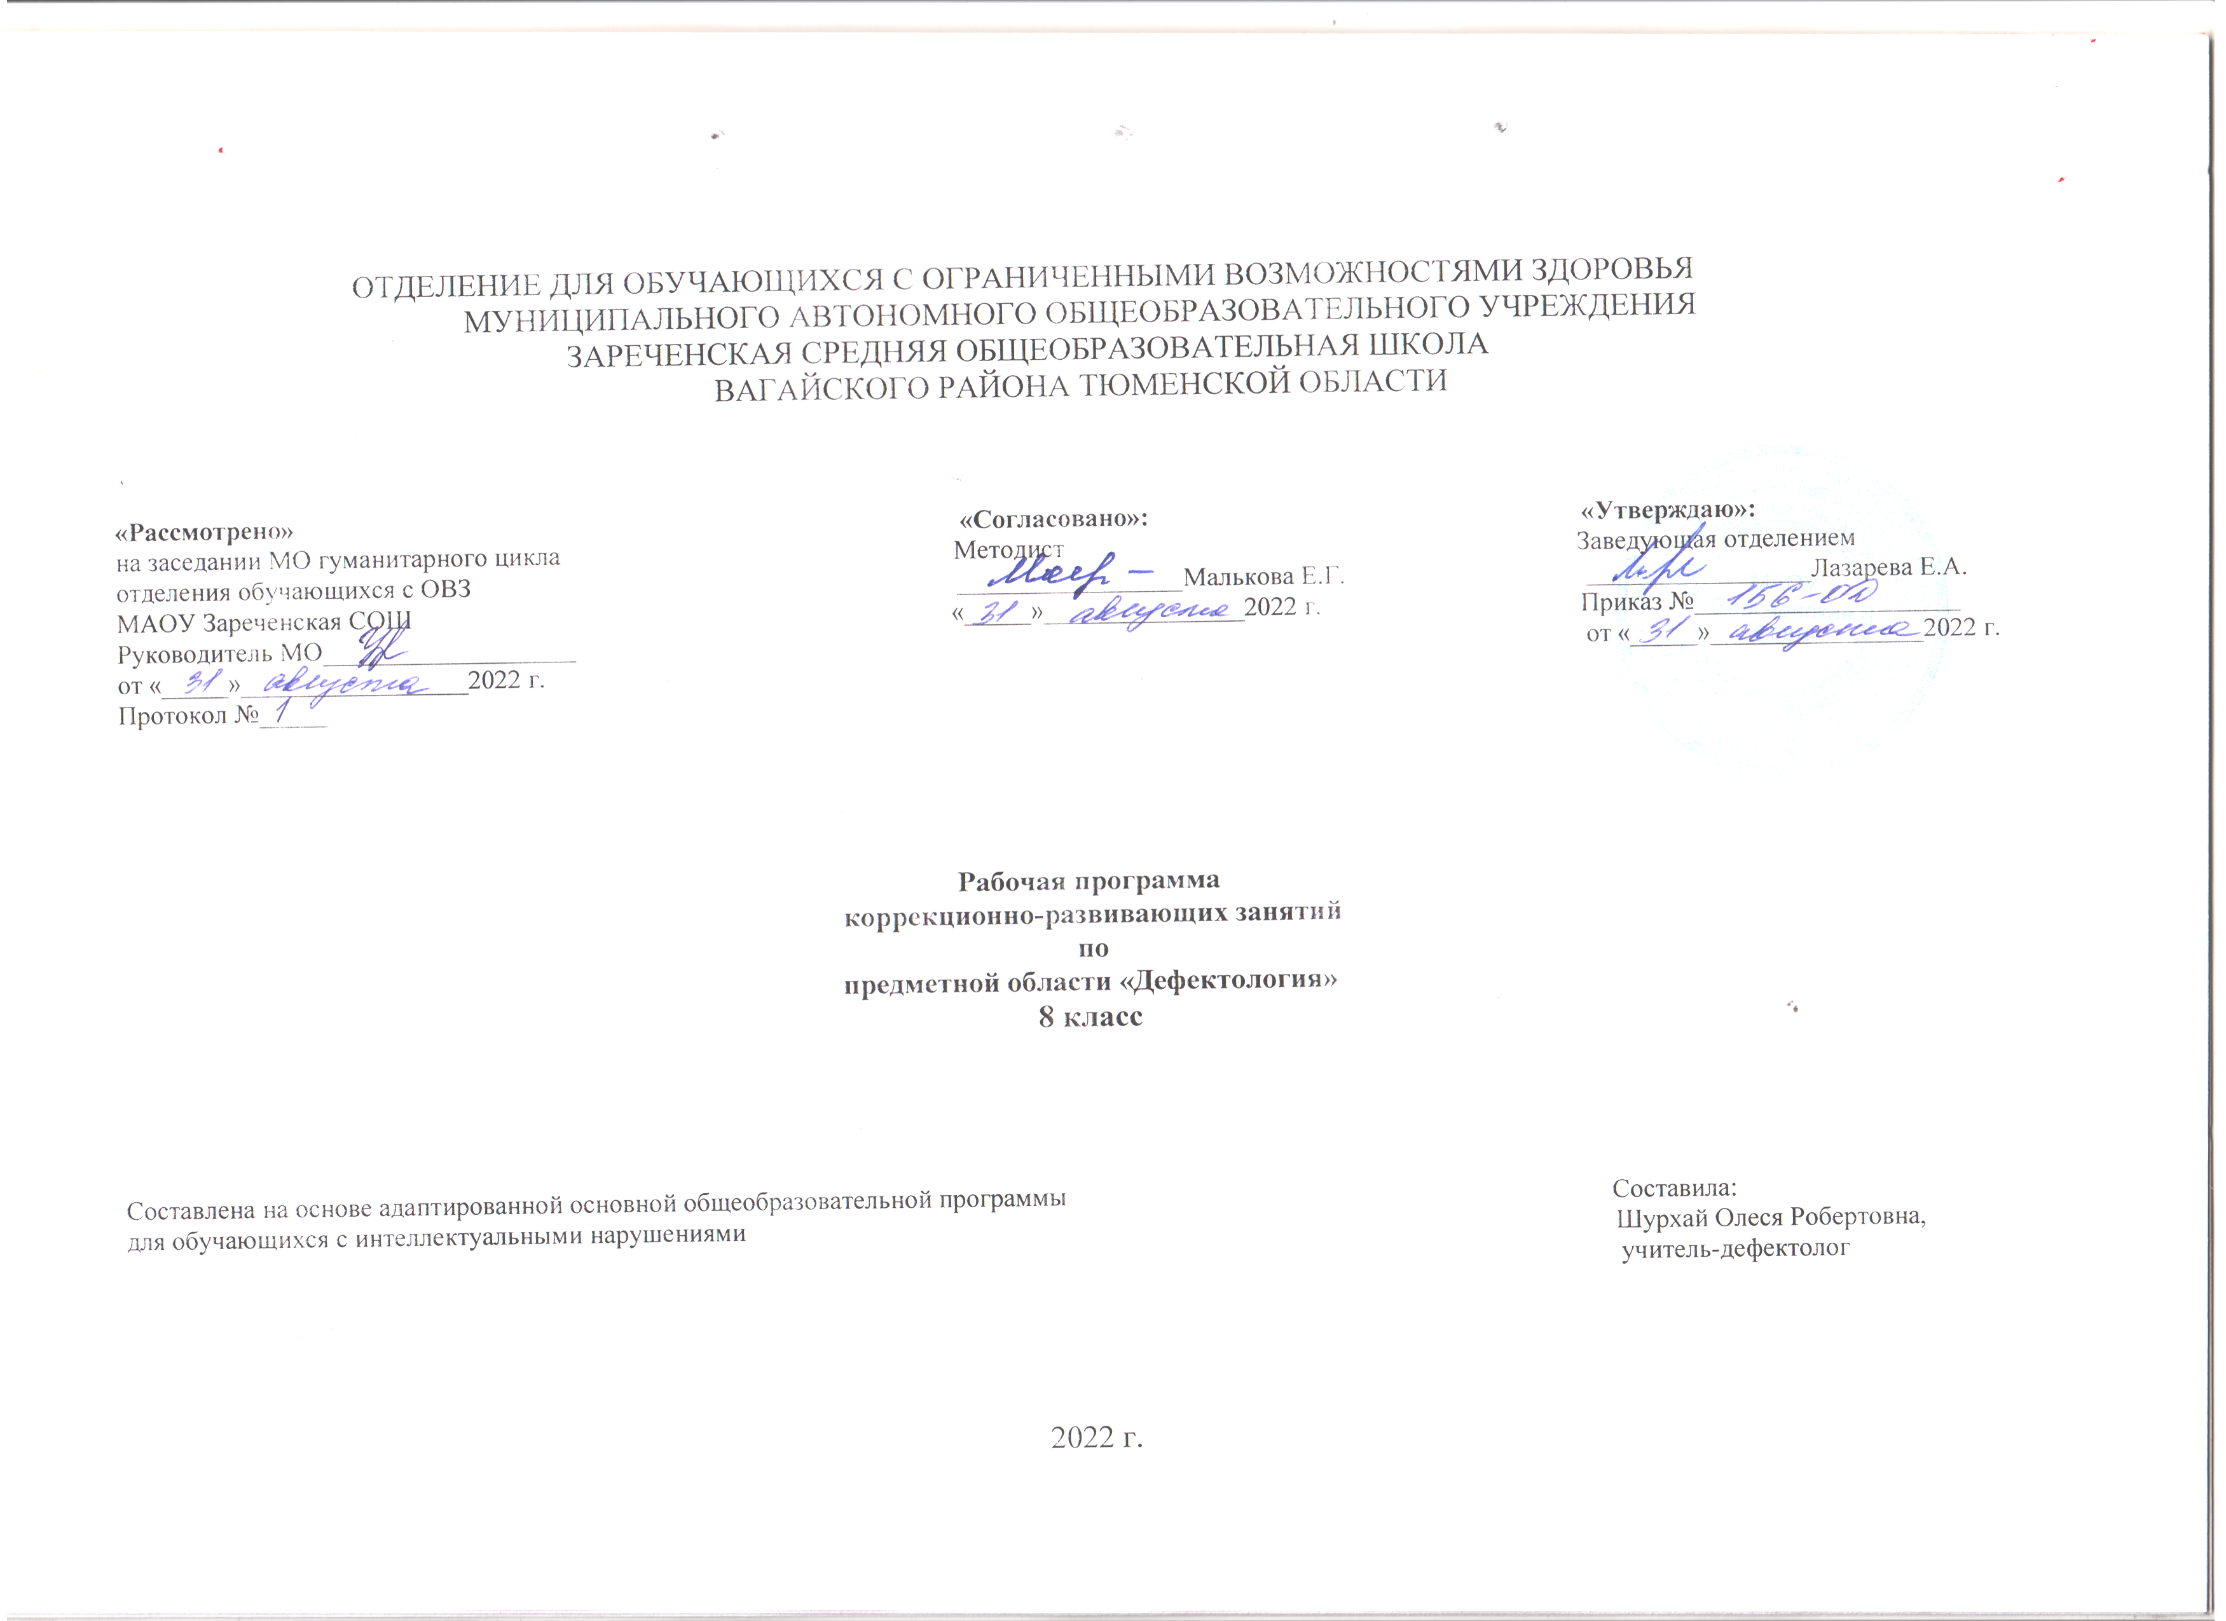 ОТДЕЛЕНИЕ ДЛЯ ОБУЧАЮЩИХСЯ С ОГРАНИЧЕННЫМИ ВОЗМОЖНОСТЯМИ ЗДОРОВЬЯ
МУНИЦИПАЛЬНОГО АВТОНОМНОГО ОБЩЕОБРАЗОВАТЕЛЬНОГО УЧРЕЖДЕНИЯ
ЗАРЕЧЕНСКАЯ СРЕДНЯЯ ОБЩЕОБРАЗОВАТЕЛЬНАЯ ШКОЛА
ВАГАЙСКОГО РАЙОНА ТЮМЕНСКОЙ ОБЛАСТИ
«Рассмотрено»
на заседании МО гуманитарного цикла
отделения обучающихся с ОВЗ
МАОУ Зареченская СОШ
Руководитель МО
от «31» августа 2022 г.
Протокол № 1
«Согласовано»:
Методист
Малькова Е.Г.
«31» августа 2022 г.
«Утверждаю»:
Заведующая отделением
Лазарева Е.А.
Приказ № 156-ОД
от «31» августа 2022 г.
Рабочая программа
коррекционно-развивающих занятий
по
предметной области «Дефектология»
8 класс
Составлена на основе адаптированной основной общеобразовательной программы
для обучающихся с интеллектуальными нарушениями
Составила:
Шурхай Олеся Робертовна,
учитель-дефектолог
2022 г.